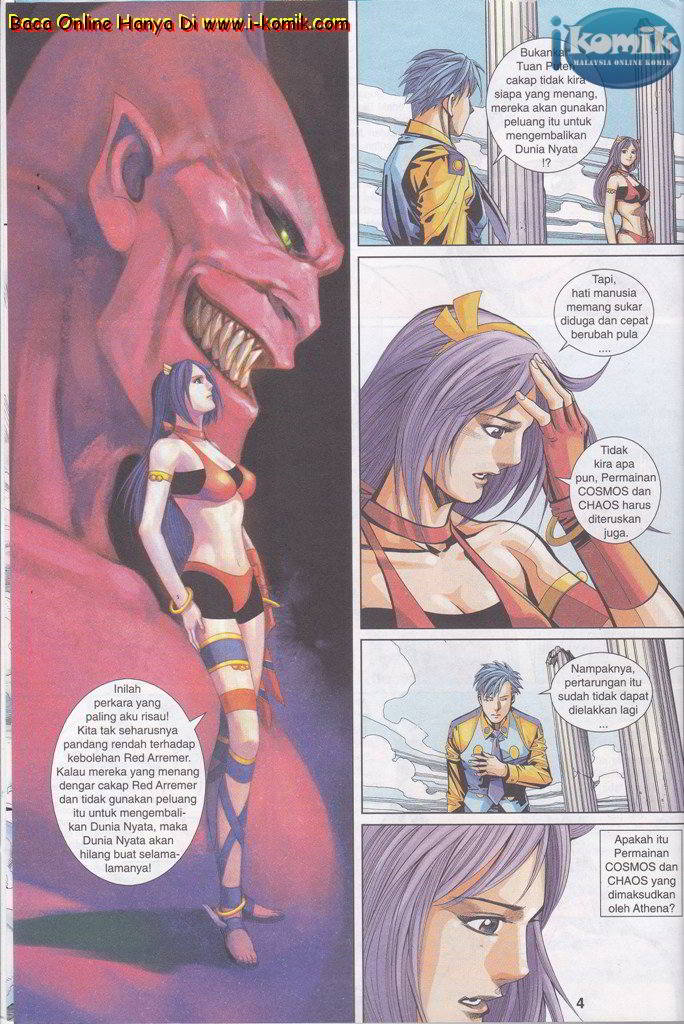 Baca Online Hanya Di www.i-komik.com
ikomik
MALAYSIA ONLINE KOMIK
Inilah
perkara yang
paling aku risau!
Kita tak seharusnya
pandang rendah terhadap
kebolehan Red Arremer.
Kalau mereka yang menang
dengar cakap Red Arremer
dan tidak gunakan peluang
itu untuk mengembali-
kan Dunia Nyata, maka
Dunia Nyata akan
hilang buat selama-
lamanya!
Tuan
cakap tidak kira
siapa yang menang,
mereka akan gunakan
peluang itu untuk
mengembalikan
Dunia Nyata
!?
Tapi,
hati manusia
memang sukar
diduga dan cepat
berubah pula
....
Tidak
kira apa
pun, Permainan
COSMOS dan
CHAOS harus
diteruskan
juga.
Nampaknya,
pertarungan itu
sudah tidak dapat
dielakkan lagi
...
Apakah itu
Permainan
COSMOS dan
CHAOS yang
dimaksudkan
oleh Athena?
4